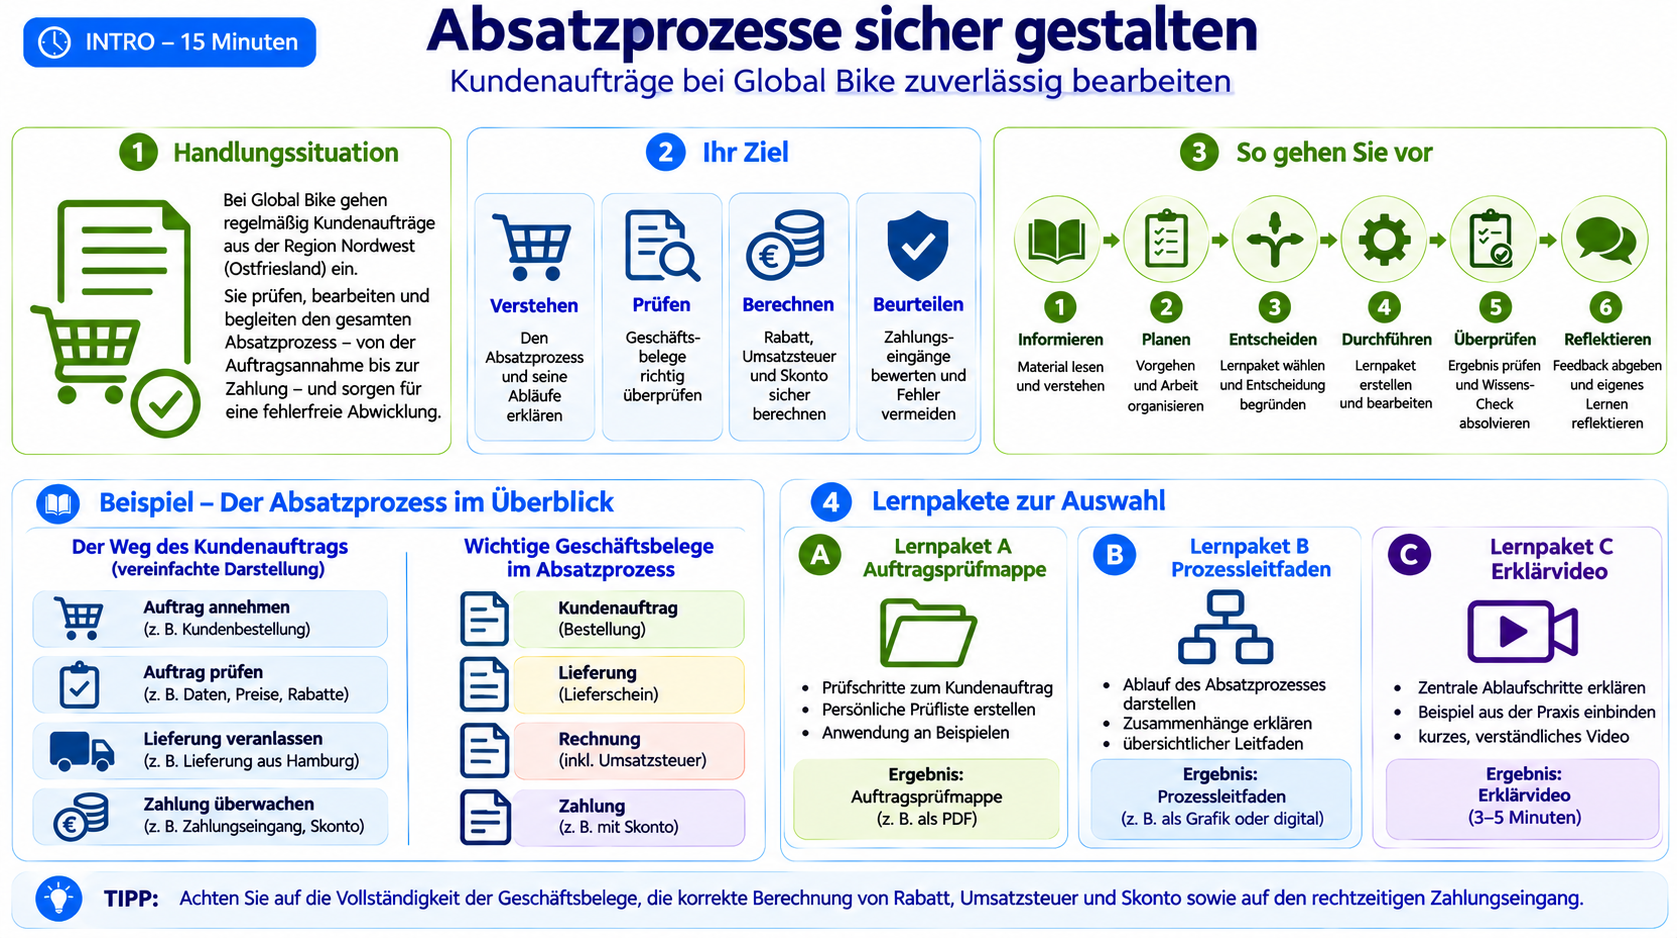 INTRO – 15 Minuten
Absatzprozesse sicher gestalten
Kundenaufträge bei Global Bike zuverlässig bearbeiten
1 Handlungssituation
Bei Global Bike gehen
regelmäßig Kundenaufträge
aus der Region Nordwest
(Ostfriesland) ein.
Sie prüfen, bearbeiten und
begleiten den gesamten
Absatzprozess – von der
Auftragsannahme bis zur
Zahlung – und sorgen für
eine fehlerfreie Abwicklung.
2 Ihr Ziel
Verstehen
Den
Absatzprozess
und seine
Abläufe
erklären
Prüfen
Geschäfts-
belege
richtig
überprüfen
€
Berechnen
Rabatt,
Umsatzsteuer
und Skonto
sicher
berechnen
Beurteilen
Zahlungs-
eingänge
bewerten und
Fehler
vermeiden
3 So gehen Sie vor
1
Informieren
Material lesen
und verstehen
2
Planen
Vorgehen
und Arbeit
organisieren
3
Entscheiden
Lernpaket wählen
und Entscheidung
begründen
4
Durchführen
Lernpaket
erstellen
und bearbeiten
5
Überprüfen
Ergebnis prüfen
und Wissens-
Check
absolvieren
6
Reflektieren
Feedback abgeben
und eigenes
Lernen
reflektieren
Beispiel – Der Absatzprozess im Überblick
Der Weg des Kundenauftrags
(vereinfachte Darstellung)
Auftrag annehmen
(z. B. Kundenbestellung)
Auftrag prüfen
(z. B. Daten, Preise, Rabatte)
Lieferung veranlassen
(z. B. Lieferung aus Hamburg)
€
Zahlung überwachen
(z. B. Zahlungseingang, Skonto)
Wichtige Geschäftsbelege
im Absatzprozess
Kundenauftrag
(Bestellung)
Lieferung
(Lieferschein)
Rechnung
(inkl. Umsatzsteuer)
Zahlung
(z. B. mit Skonto)
4 Lernpakete zur Auswahl
A
Lernpaket A
Auftragsprüfmappe
• Prüfschritte zum Kundenauftrag
• Persönliche Prüfliste erstellen
• Anwendung an Beispielen
Ergebnis:
Auftragsprüfmappe
(z. B. als PDF)
B
Lernpaket B
Prozessleitfaden
• Ablauf des Absatzprozesses
darstellen
• Zusammenhänge erklären
• übersichtlicher Leitfaden
Ergebnis:
Prozessleitfaden
(z. B. als Grafik oder digital)
C
Lernpaket C
Erklärvideo
• Zentrale Ablaufschritte erklären
• Beispiel aus der Praxis einbinden
• kurzes, verständliches Video
Ergebnis:
Erklärvideo
(3–5 Minuten)
TIPP: Achten Sie auf die Vollständigkeit der Geschäftsbelege, die korrekte Berechnung von Rabatt, Umsatzsteuer und Skonto sowie auf den rechtzeitigen Zahlungseingang.